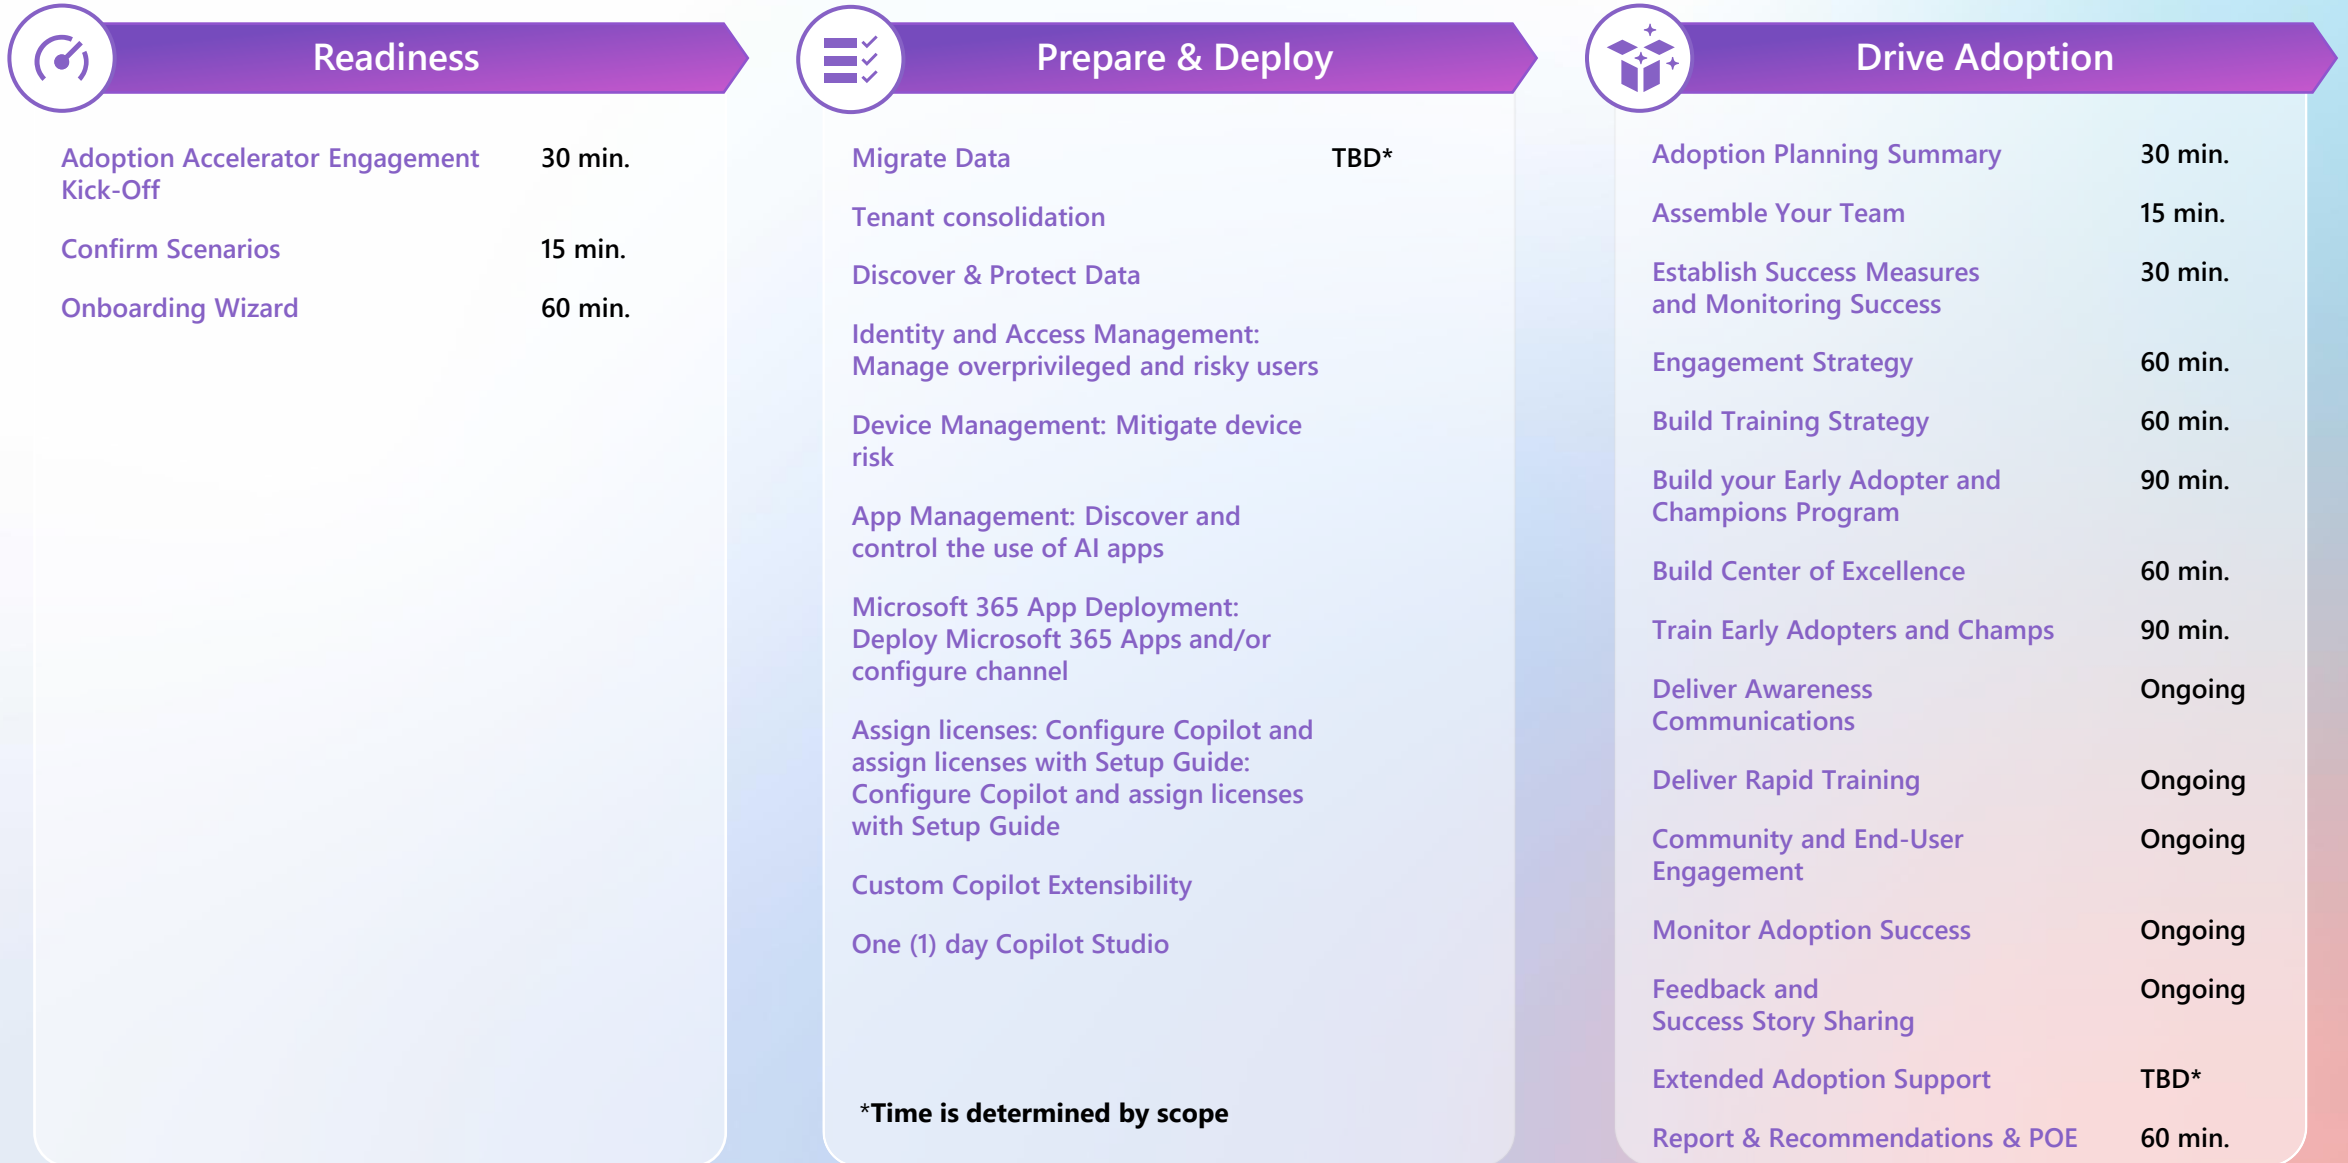 Readiness
Adoption Accelerator Engagement 30 min.
Kick-Off
Confirm Scenarios 15 min.
Onboarding Wizard 60 min.
Prepare & Deploy
Migrate Data TBD*
Tenant consolidation
Discover & Protect Data
Identity and Access Management:
Manage overprivileged and risky users
Device Management: Mitigate device
risk
App Management: Discover and
control the use of AI apps
Microsoft 365 App Deployment:
Deploy Microsoft 365 Apps and/or
configure channel
Assign licenses: Configure Copilot and
assign licenses with Setup Guide:
Configure Copilot and assign licenses
with Setup Guide
Custom Copilot Extensibility
One (1) day Copilot Studio
*Time is determined by scope
Drive Adoption
Adoption Planning Summary 30 min.
Assemble Your Team 15 min.
Establish Success Measures 30 min.
and Monitoring Success
Engagement Strategy 60 min.
Build Training Strategy 60 min.
Build your Early Adopter and 90 min.
Champions Program
Build Center of Excellence 60 min.
Train Early Adopters and Champs 90 min.
Deliver Awareness Ongoing
Communications
Deliver Rapid Training Ongoing
Community and End-User Ongoing
Engagement
Monitor Adoption Success Ongoing
Feedback and Ongoing
Success Story Sharing
Extended Adoption Support TBD*
Report & Recommendations & POE 60 min.